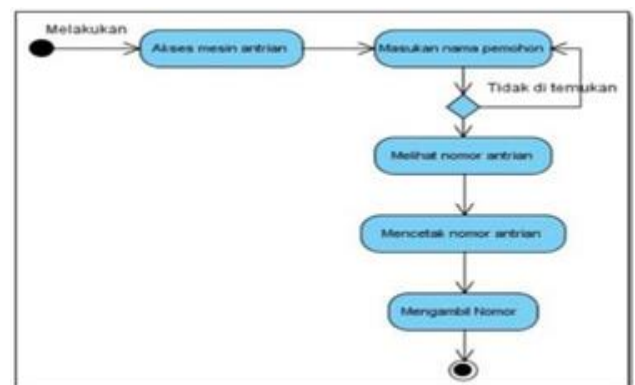 Melakukan
Akses mesin antrian
Masukan nama pemohon
Tidak di temukan
Melihat nomor antrian
Mencetak nomor antrian
Mengambil Nomor